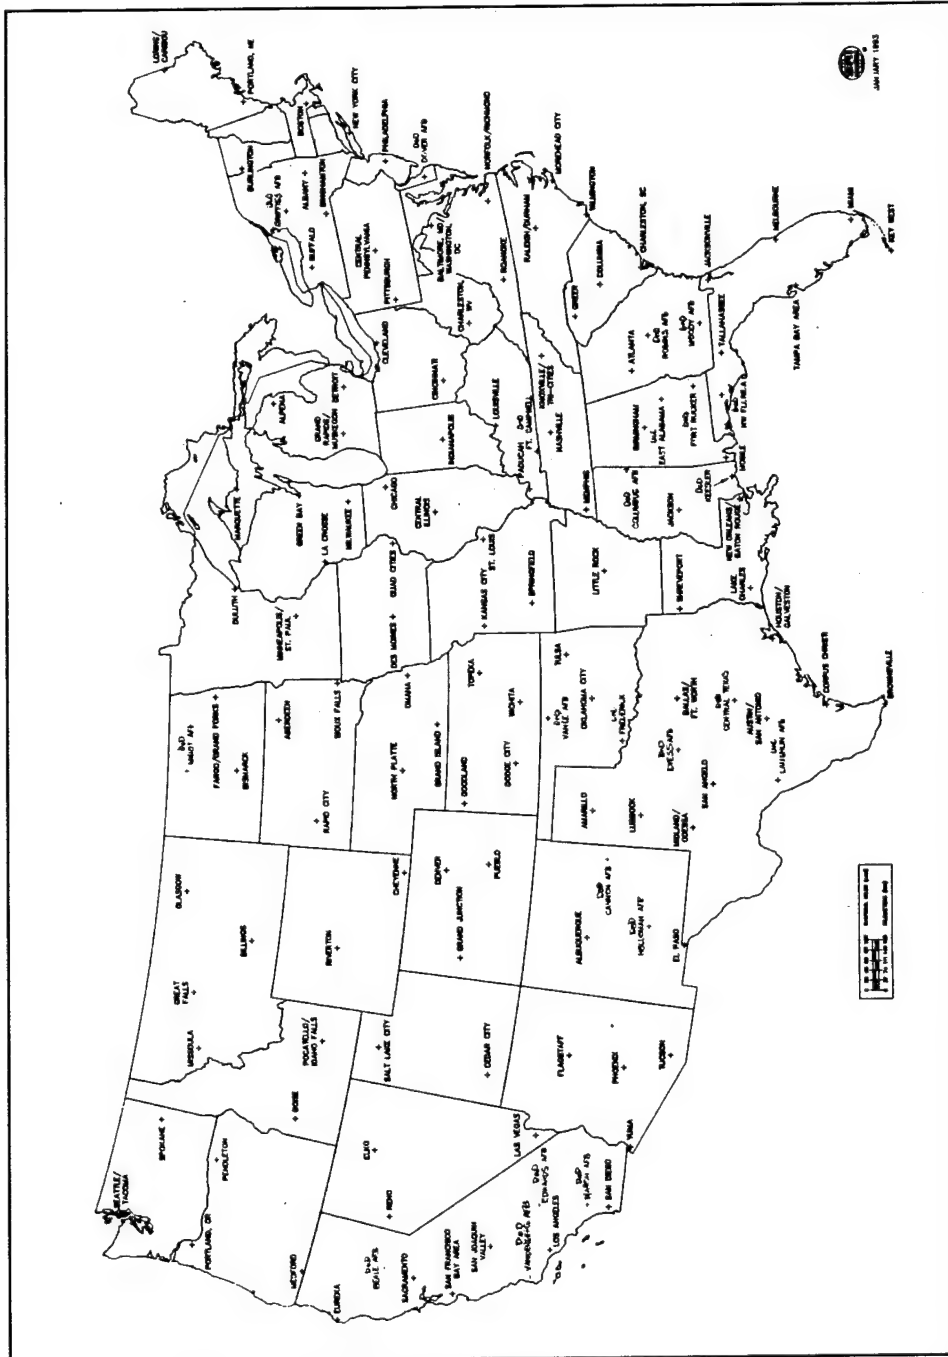 SEATTLE/
TACOMA
SPOKANE
PORTLAND, OR
PENDLETON
MEDFORD
EUREKA
DoD
BEALE AFB
SACRAMENTO
SAN FRANCISCO
BAY AREA
SAN JOAQUIN
VALLEY
DoD
LOS ANGELES
DoD
EDWARDS AFB
DoD
MARCH AFB
SAN DIEGO
RENO
ELKO
LAS VEGAS
BOISE
POCATELLO/
IDAHO FALLS
SALT LAKE CITY
CEDAR CITY
FLAGSTAFF
PHOENIX
TUCSON
YUMA
MISSOULA
GREAT
FALLS
BILLINGS
GLASGOW
RIVERTON
CHEYENNE
GRAND JUNCTION
DENVER
PUEBLO
ALBUQUERQUE
DoD
CANNON AFB
DoD
HOLLOMAN AFB
EL PASO
DoD
FARGO/GRAND FORKS
BISMARCK
ABERDEEN
RAPID CITY
SIOUX FALLS
NORTH PLATTE
OMAHA
GRAND ISLAND
GOODLAND
TOPEKA
WICHITA
DODGE CITY
DoD
VANCE AFB
TULSA
OKLAHOMA CITY
FREDERICK
AMARILLO
LUBBOCK
MIDLAND/
ODESSA
SAN ANGELO
DALLAS/
FT. WORTH
CENTRAL TEXAS
AUSTIN/
SAN ANTONIO
LAUGHLIN AFB
CORPUS CHRISTI
BROWNSVILLE
HOUSTON/
GALVESTON
DULUTH
MINNEAPOLIS/
ST. PAUL
LA CROSSE
DES MOINES
QUAD CITIES
KANSAS CITY
ST. LOUIS
SPRINGFIELD
LITTLE ROCK
SHREVEPORT
LAKE
CHARLES
NEW ORLEANS/
BATON ROUGE
MARQUETTE
GREEN BAY
MILWAUKEE
CHICAGO
CENTRAL
ILLINOIS
ALPENA
GRAND
RAPIDS/
MUSKEGON
DETROIT
INDIANAPOLIS
CINCINNATI
CLEVELAND
LOUISVILLE
PADUCAH
DoD
FT. CAMPBELL
NASHVILLE
KNOXVILLE/
TRI-CITIES
MEMPHIS
DoD
COLUMBUS AFB
JACKSON
DoD
KEESLER
MOBILE
BIRMINGHAM
EAST ALABAMA
DoD
FORT RUCKER
DoD
ATLANTA
DoD
ROBINS AFB
DoD
MOODY AFB
TALLAHASSEE
JACKSONVILLE
TAMPA BAY AREA
MELBOURNE
MIAMI
KEY WEST
GREER
COLUMBIA
CHARLESTON, SC
WILMINGTON
MOREHEAD CITY
RALEIGH/DURHAM
NORFOLK/RICHMOND
ROANOKE
CHARLESTON,
WV
BALTIMORE, MD/
WASHINGTON,
DC
DoD
DOVER AFB
PHILADELPHIA
PITTSBURGH
CENTRAL
PENNSYLVANIA
BUFFALO
BINGHAMTON
ALBANY
GRIFFISS AFB
BURLINGTON
NEW YORK CITY
BOSTON
PORTLAND, ME
LORING/
CARIBOU
JANUARY 1993